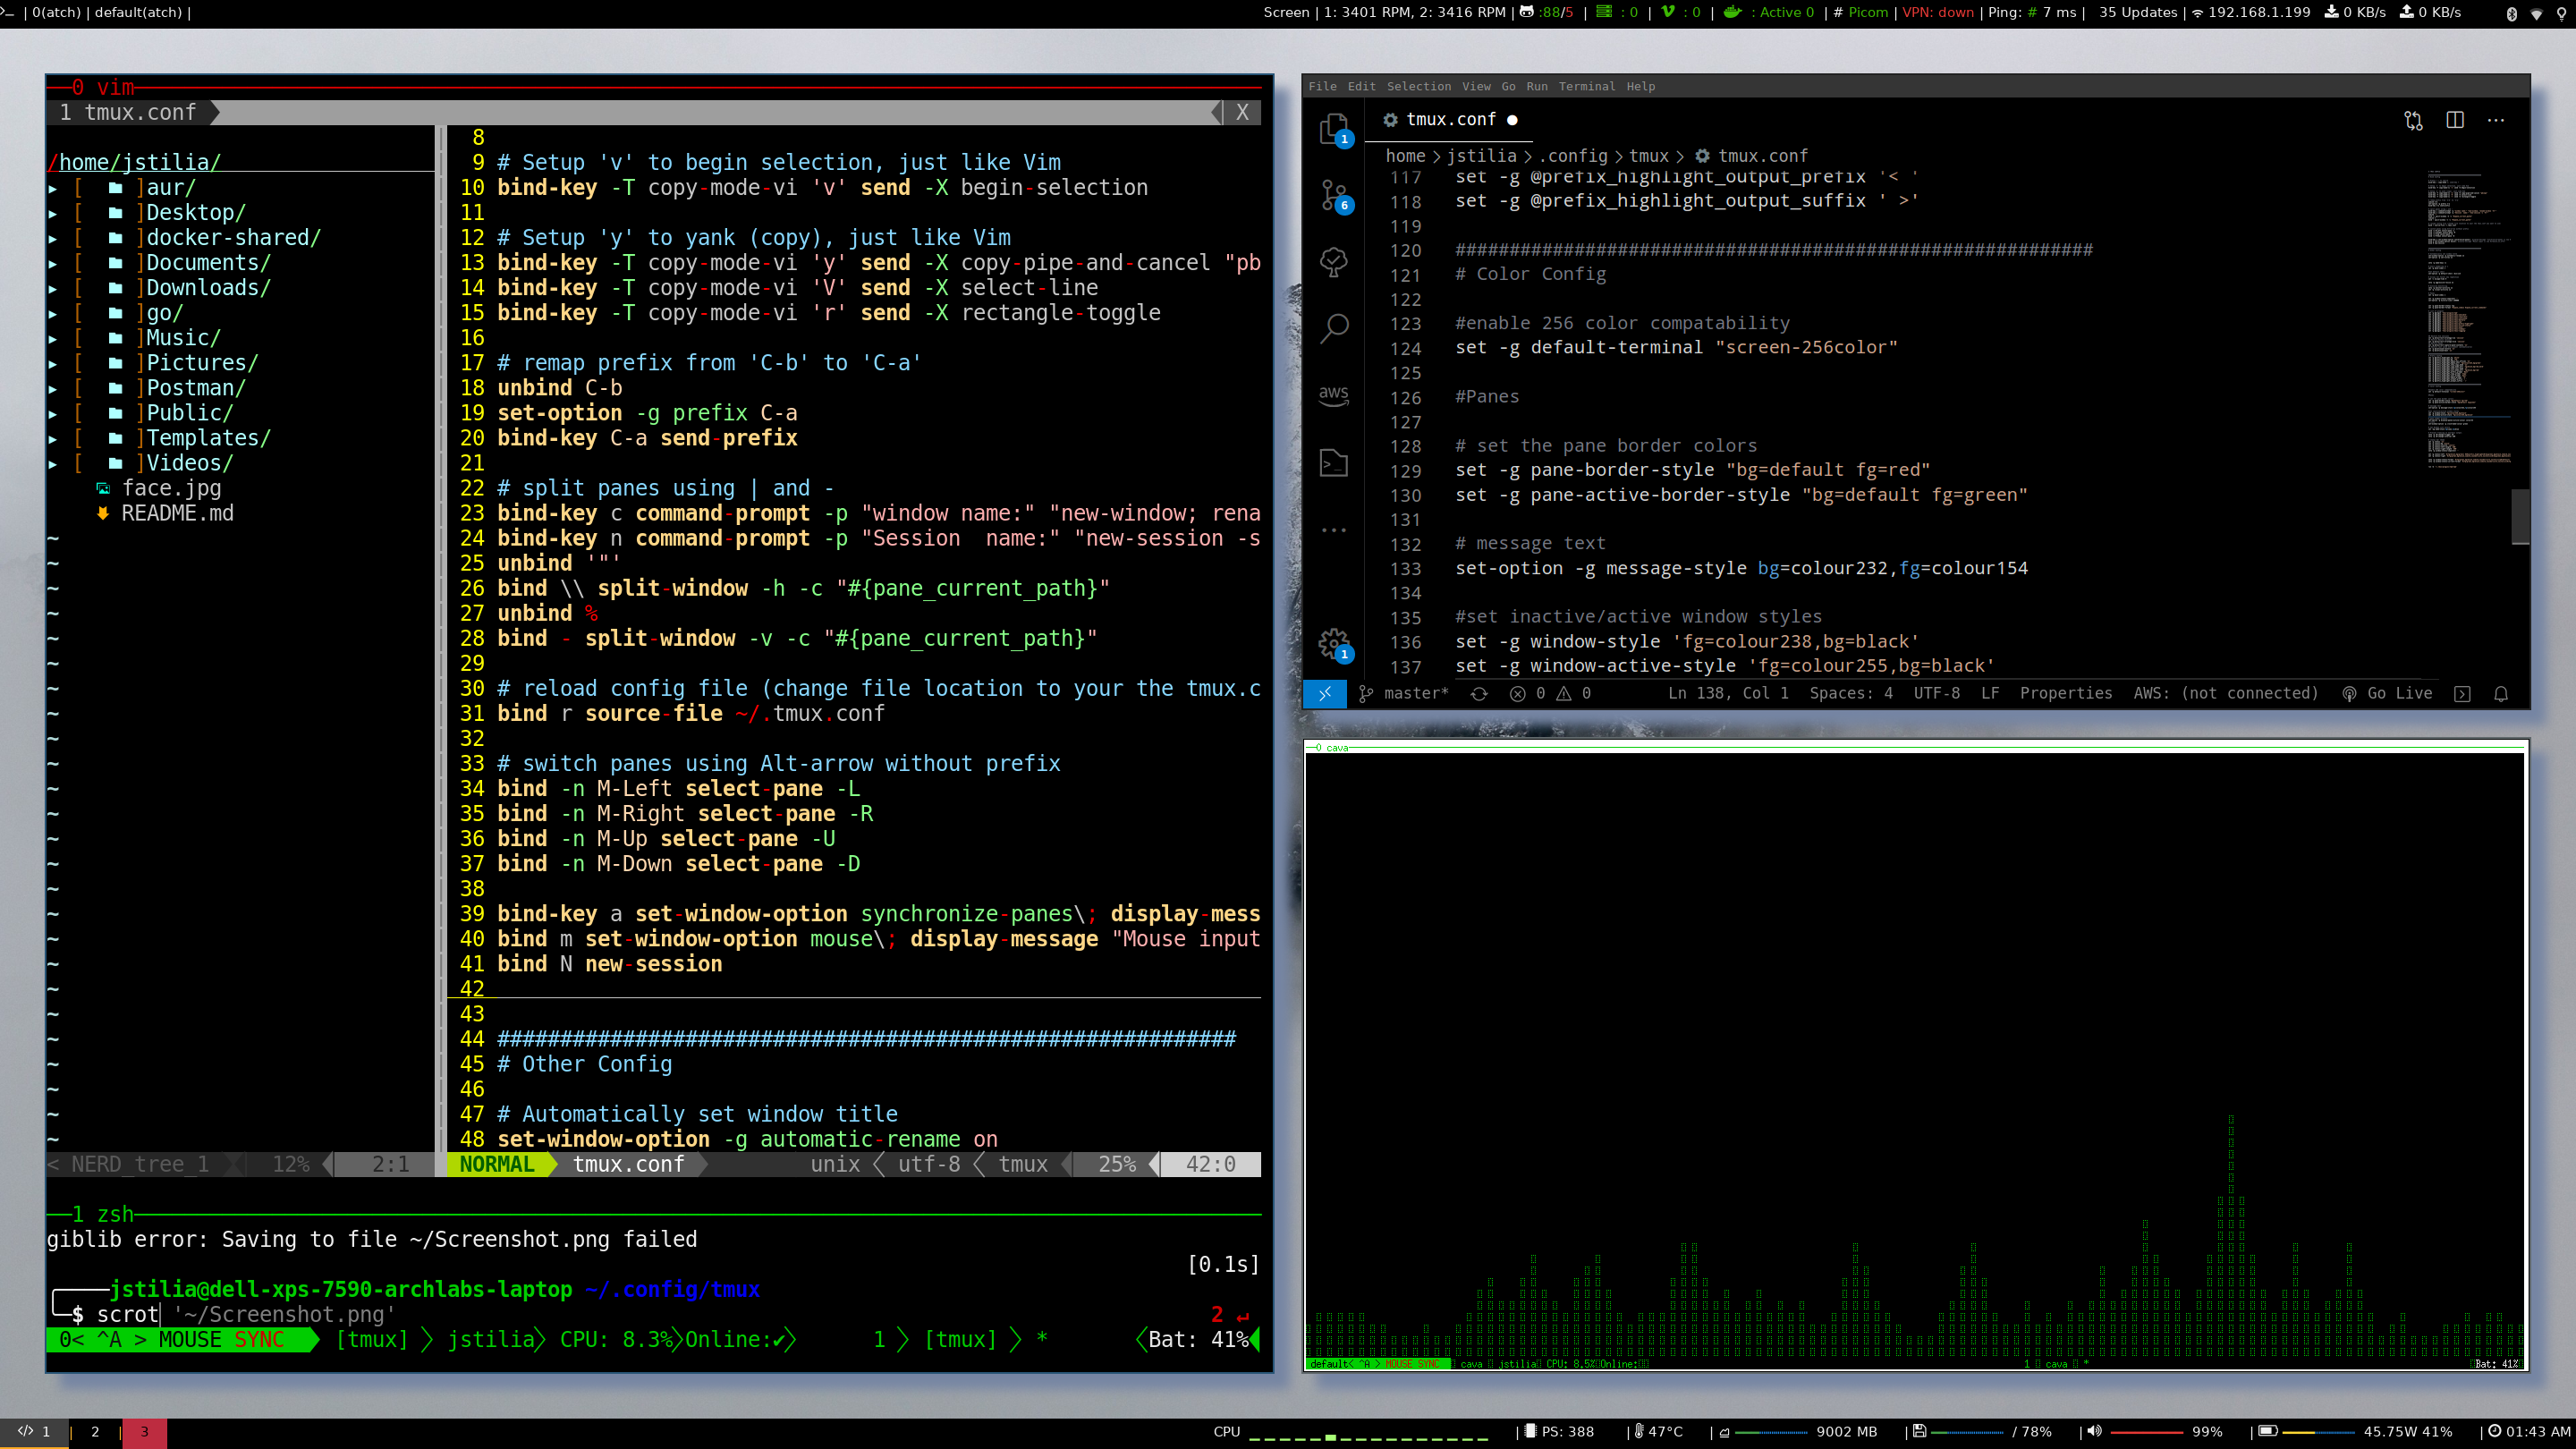 | 0(atch) | default(atch) |
Screen | 1: 3401 RPM, 2: 3416 RPM | :88/5 | : 0 | : 0 | : Active 0 | # Picom | VPN: down | Ping: # 7 ms | 35 Updates | 192.168.1.199 0 KB/s 0 KB/s
0 vim
1 tmux.conf X
/home/jstilia/
▸ [ ]aur/
▸ [ ]Desktop/
▸ [ ]docker-shared/
▸ [ ]Documents/
▸ [ ]Downloads/
▸ [ ]go/
▸ [ ]Music/
▸ [ ]Pictures/
▸ [ ]Postman/
▸ [ ]Public/
▸ [ ]Templates/
▸ [ ]Videos/
face.jpg
README.md
8
9 # Setup 'v' to begin selection, just like Vim
10 bind-key -T copy-mode-vi 'v' send -X begin-selection
11
12 # Setup 'y' to yank (copy), just like Vim
13 bind-key -T copy-mode-vi 'y' send -X copy-pipe-and-cancel "pb
14 bind-key -T copy-mode-vi 'V' send -X select-line
15 bind-key -T copy-mode-vi 'r' send -X rectangle-toggle
16
17 # remap prefix from 'C-b' to 'C-a'
18 unbind C-b
19 set-option -g prefix C-a
20 bind-key C-a send-prefix
21
22 # split panes using | and -
23 bind-key c command-prompt -p "window name:" "new-window; rena
24 bind-key n command-prompt -p "Session  name:" "new-session -s
25 unbind '"'
26 bind \\ split-window -h -c "#{pane_current_path}"
27 unbind %
28 bind - split-window -v -c "#{pane_current_path}"
29
30 # reload config file (change file location to your the tmux.c
31 bind r source-file ~/.tmux.conf
32
33 # switch panes using Alt-arrow without prefix
34 bind -n M-Left select-pane -L
35 bind -n M-Right select-pane -R
36 bind -n M-Up select-pane -U
37 bind -n M-Down select-pane -D
38
39 bind-key a set-window-option synchronize-panes\; display-mess
40 bind m set-window-option mouse\; display-message "Mouse input
41 bind N new-session
42
43
44 ###########################################################
45 # Other Config
46
47 # Automatically set window title
48 set-window-option -g automatic-rename on
< NERD_tree_1 12% 2:1 NORMAL tmux.conf unix utf-8 tmux 25% 42:0
1 zsh
giblib error: Saving to file ~/Screenshot.png failed
[0.1s]
jstilia@dell-xps-7590-archlabs-laptop ~/.config/tmux
$ scrot '~/Screenshot.png' 2 ↵
0< ^A > MOUSE SYNC [tmux] jstilia CPU: 8.3% Online:✔ 1 [tmux] * Bat: 41%
File Edit Selection View Go Run Terminal Help
tmux.conf ●
home > jstilia > .config > tmux > tmux.conf
1
6
aws
1
117 set -g @prefix_highlight_output_prefix '< '
118 set -g @prefix_highlight_output_suffix ' >'
119
120 ###########################################################
121 # Color Config
122
123 #enable 256 color compatability
124 set -g default-terminal "screen-256color"
125
126 #Panes
127
128 # set the pane border colors
129 set -g pane-border-style "bg=default fg=red"
130 set -g pane-active-border-style "bg=default fg=green"
131
132 # message text
133 set-option -g message-style bg=colour232,fg=colour154
134
135 #set inactive/active window styles
136 set -g window-style 'fg=colour238,bg=black'
137 set -g window-active-style 'fg=colour255,bg=black'
master* 0 0 Ln 138, Col 1 Spaces: 4 UTF-8 LF Properties AWS: (not connected) Go Live
0 cava
default< ^A > MOUSE SYNC cava jstilia CPU: 8.5% Online: 1 cava * Bat: 41%
</> 1 | 2 | 3
CPU | PS: 388 | 47°C | 9002 MB | / 78% | 99% | 45.75W 41% | 01:43 AM